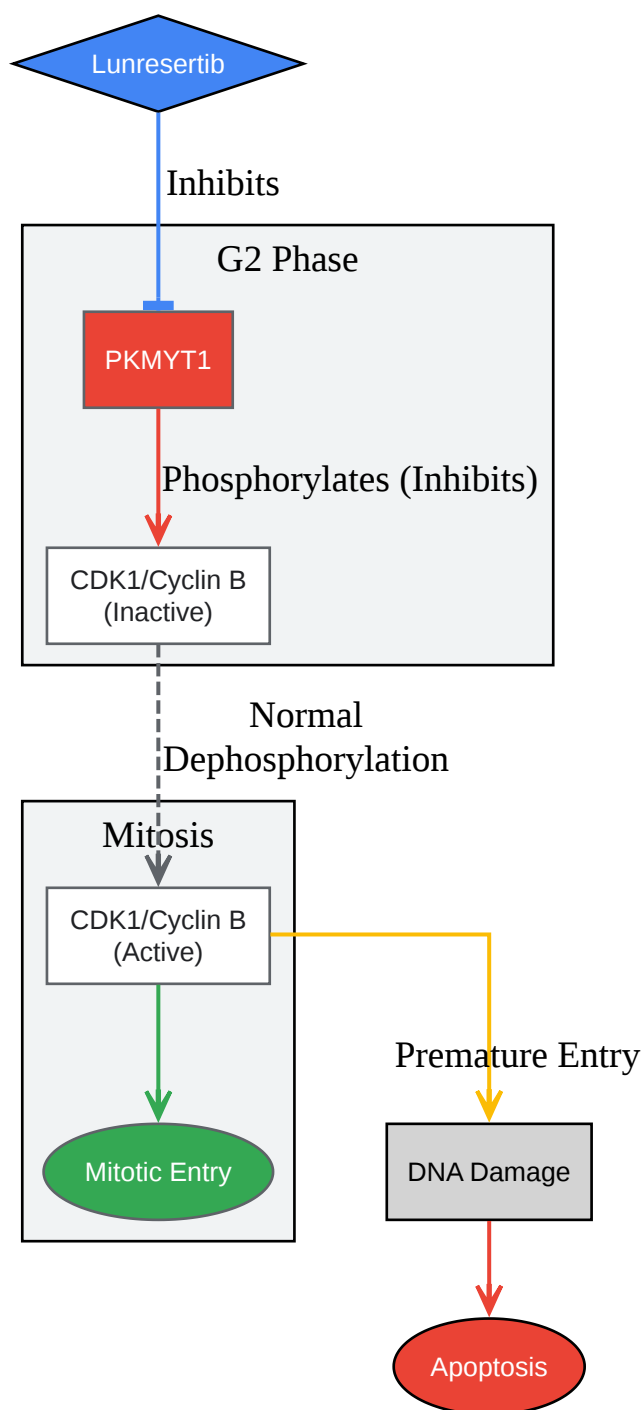 Lunresertib
Inhibits
G2 Phase
PKMYT1
Phosphorylates (Inhibits)
CDK1/Cyclin B
(Inactive)
Normal
Dephosphorylation
Mitosis
CDK1/Cyclin B
(Active)
Premature Entry
Mitotic Entry
DNA Damage
Apoptosis